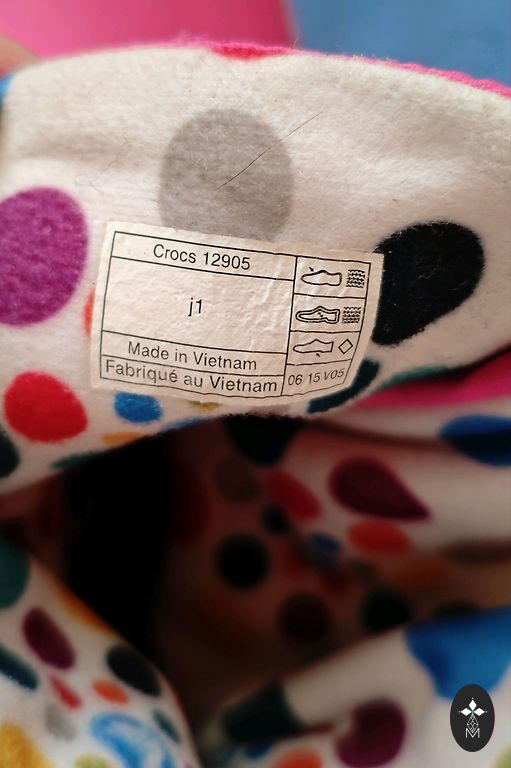 Crocs 12905
j1
Made in Vietnam
Fabriqué au Vietnam
06 15 V05